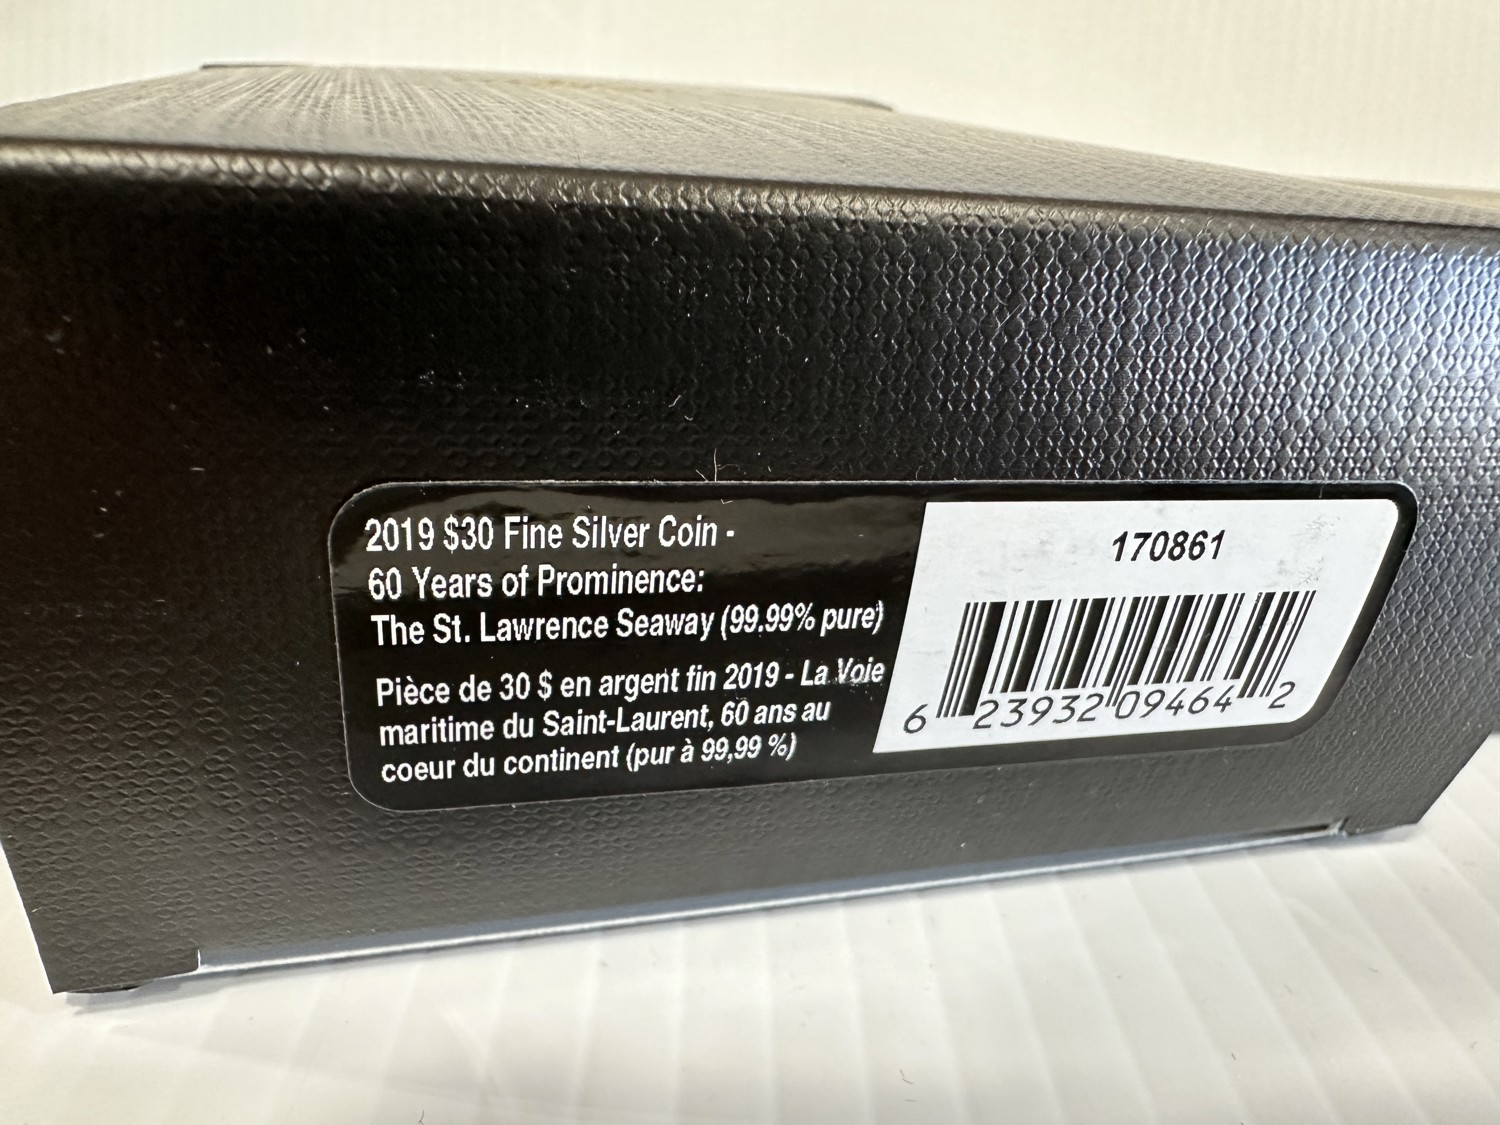 2019 $30 Fine Silver Coin -
60 Years of Prominence:
The St. Lawrence Seaway (99.99% pure)
Pièce de 30 $ en argent fin 2019 - La Voie
maritime du Saint-Laurent, 60 ans au
coeur du continent (pur à 99,99 %)
170861
6 23932 09464 2